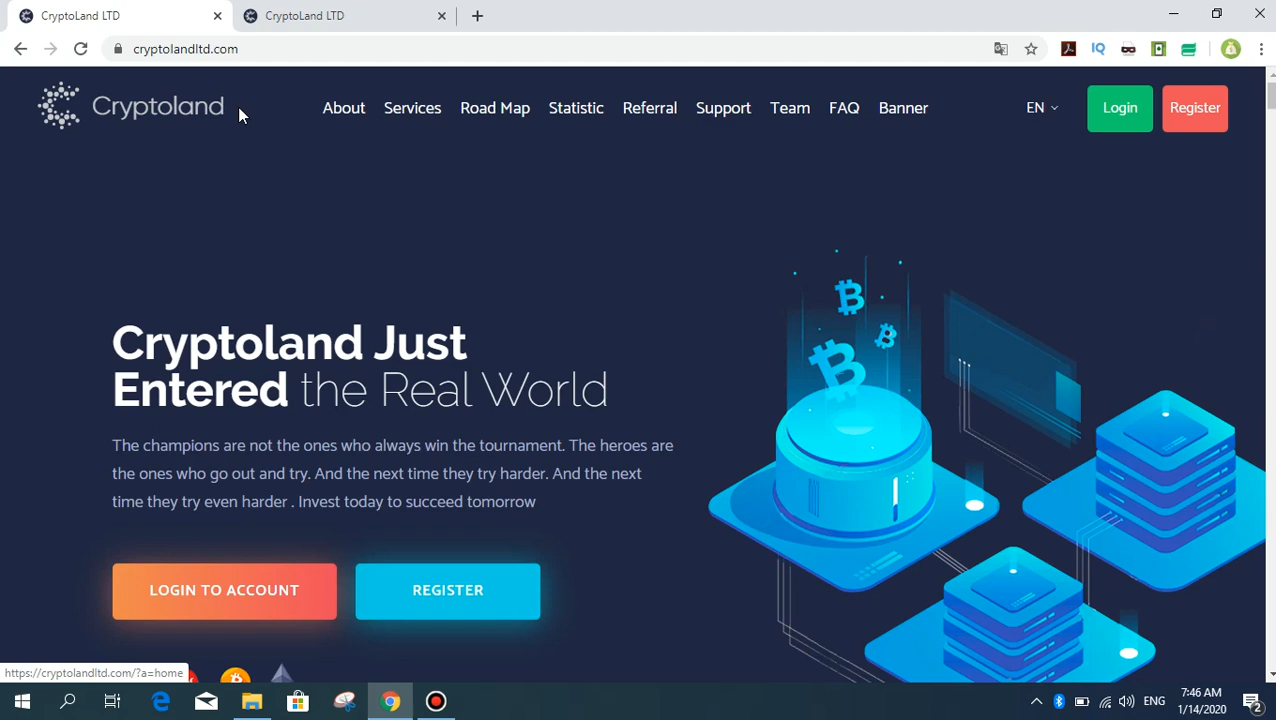 CryptoLand LTD
CryptoLand LTD
cryptolandltd.com
Cryptoland
About
Services
Road Map
Statistic
Referral
Support
Team
FAQ
Banner
EN
Login
Register
Cryptoland Just
Entered the Real World
The champions are not the ones who always win the tournament. The heroes are
the ones who go out and try. And the next time they try harder. And the next
time they try even harder . Invest today to succeed tomorrow
LOGIN TO ACCOUNT
REGISTER
https://cryptolandltd.com/?a=home
ENG
7:46 AM
1/14/2020
2